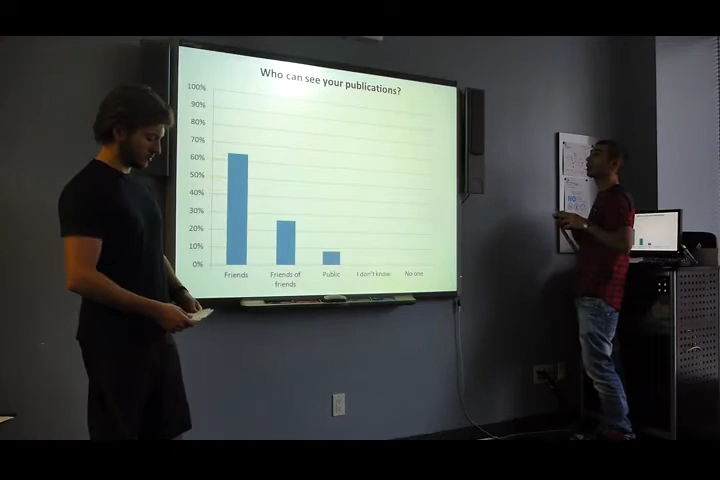 Who can see your publications?
100%
90%
80%
70%
60%
50%
40%
30%
20%
10%
0%
Friends
Friends of
friends
Public
I don't know
No one